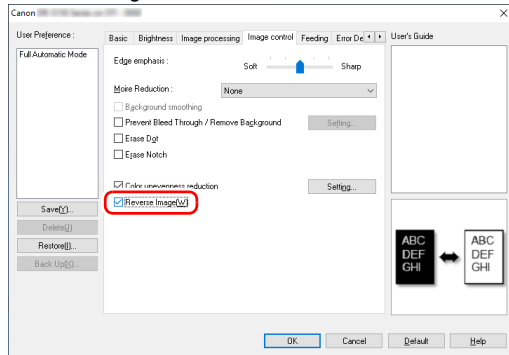 Canon
User Preference :
Full Automatic Mode
Save(Y)...
Delete(J)
Restore(I)...
Back Up(X)...
Basic Brightness Image processing Image control Feeding Error De
Edge emphasis :
Soft Sharp
Moire Reduction :
None
Background smoothing
Prevent Bleed Through / Remove Background
Setting...
Erase Dot
Erase Notch
Color unevenness reduction
Setting...
Reverse Image(W)
User's Guide
ABC
DEF
GHI
ABC
DEF
GHI
OK Cancel Default Help